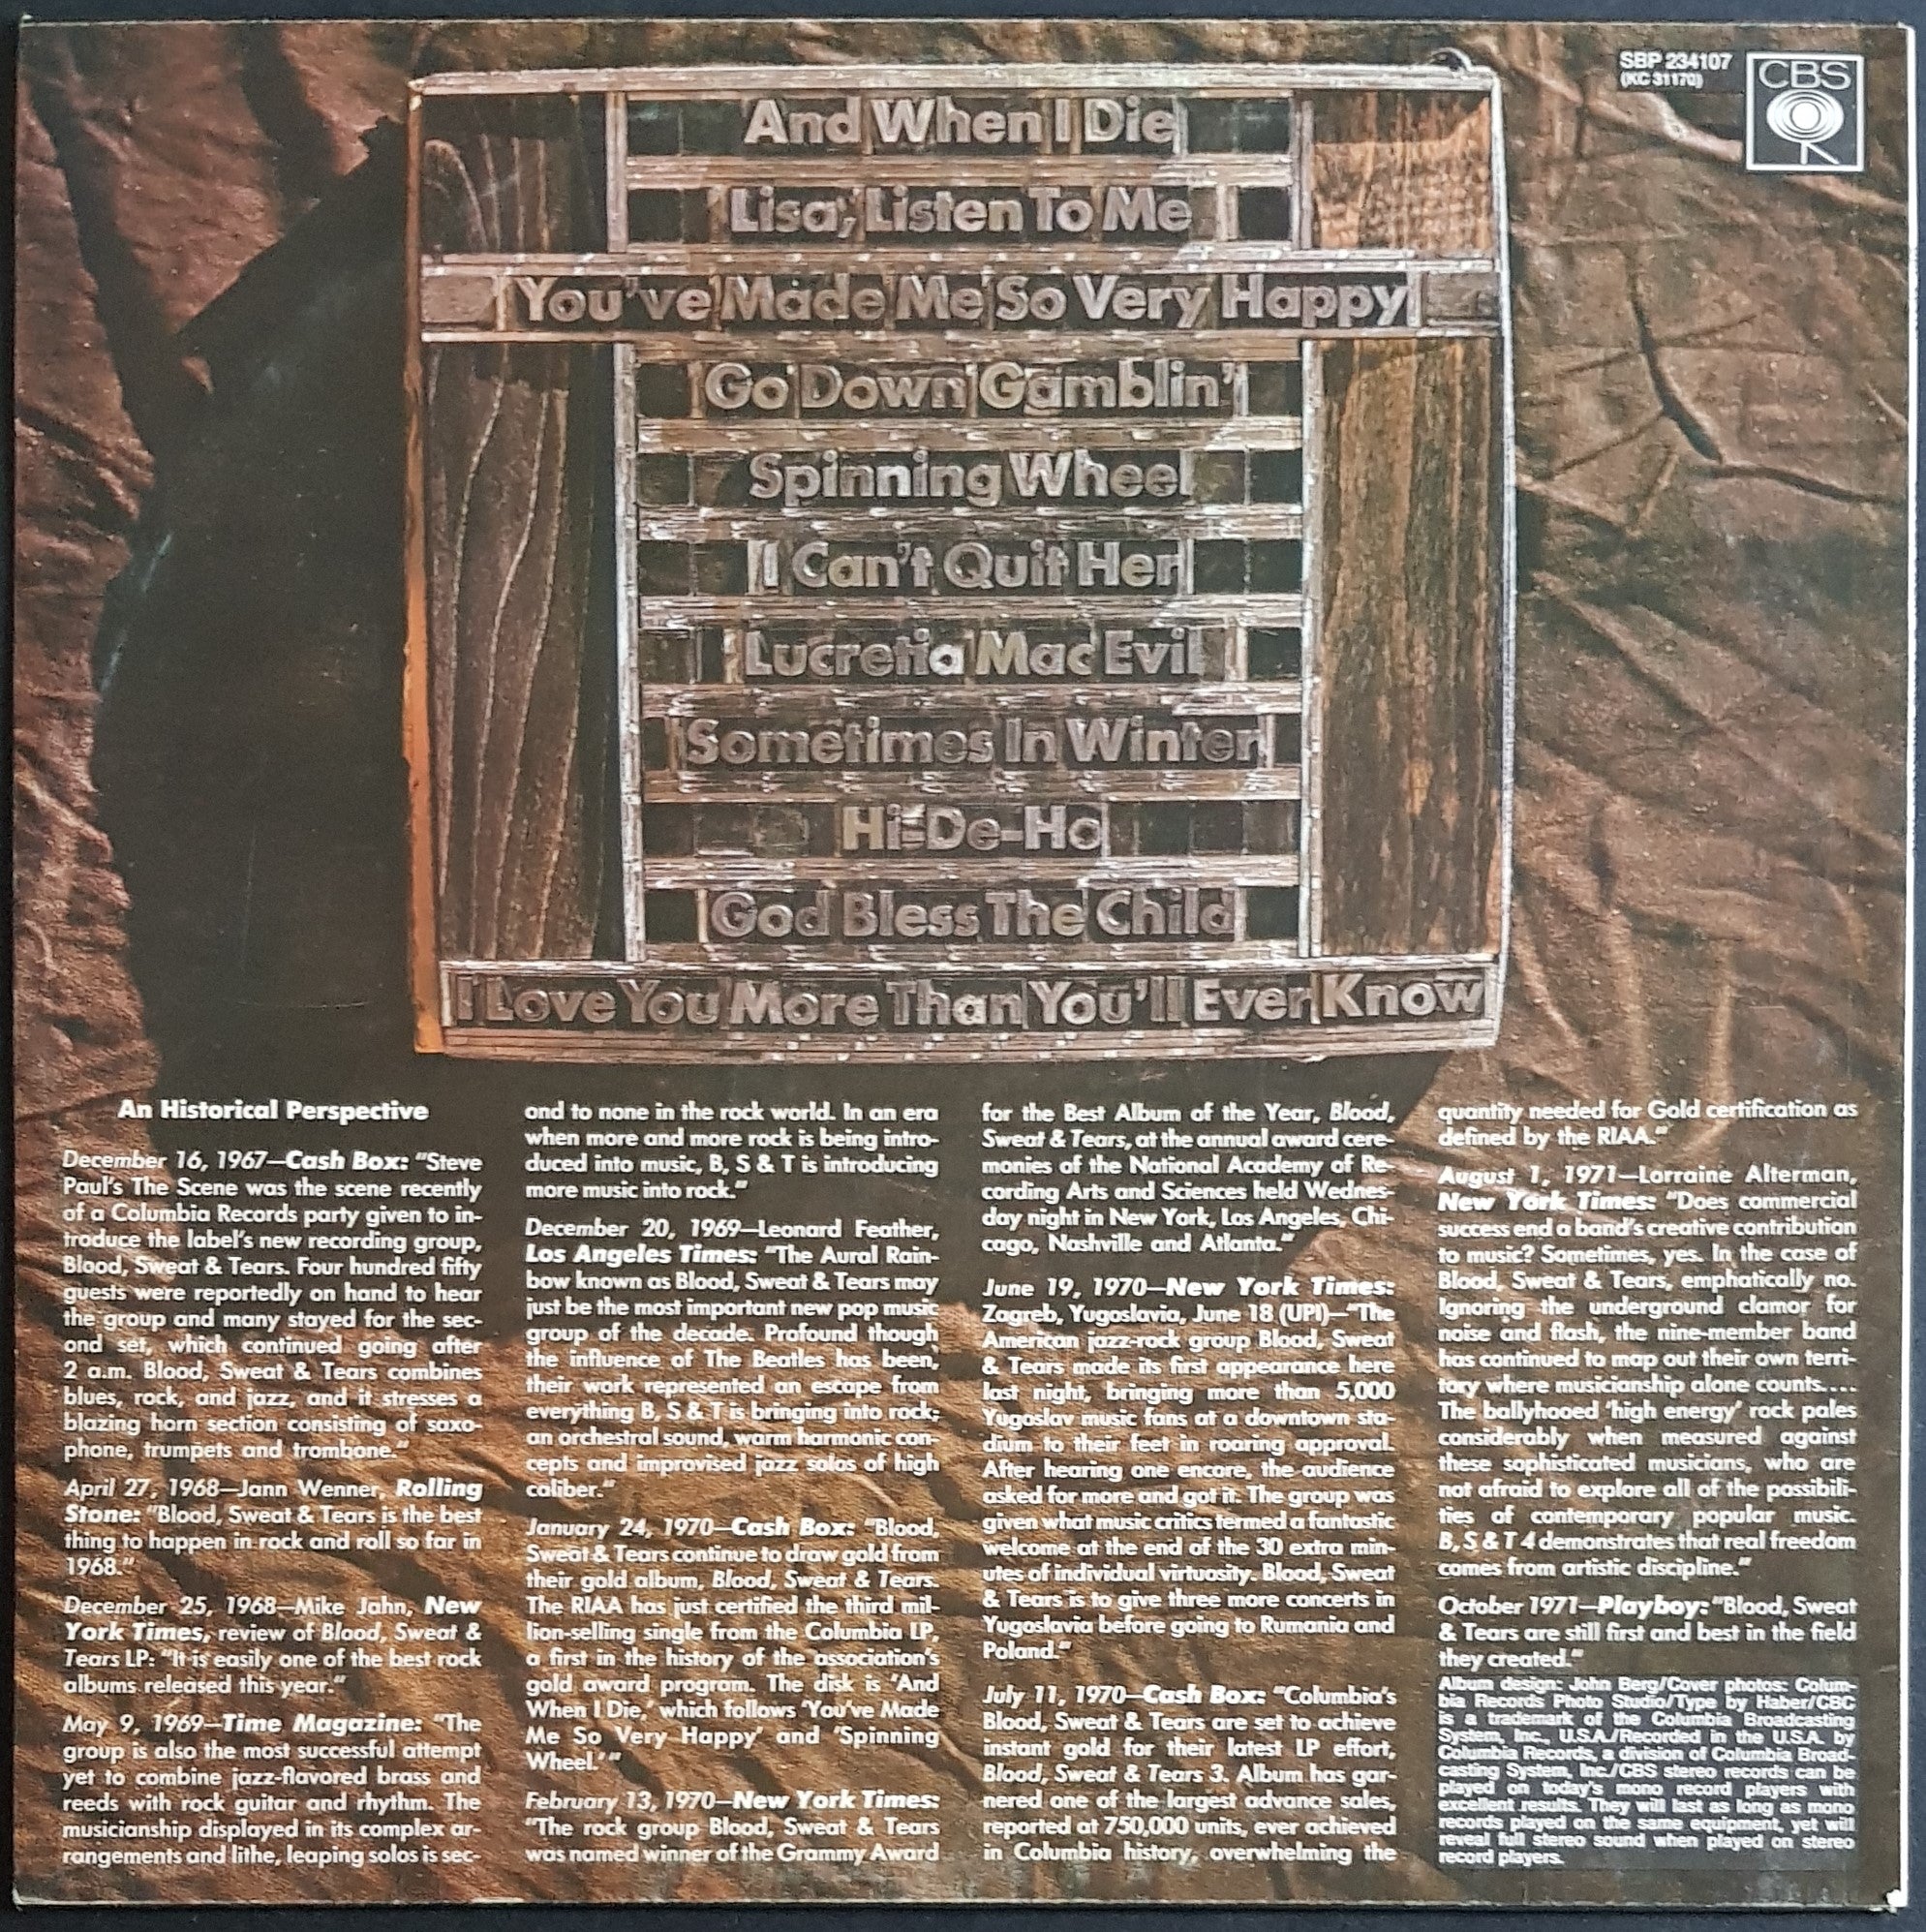 SBP 234107
(KC 31170)
CBS
And When I Die
Lisa, Listen To Me
You've Made Me So Very Happy
Go Down Gamblin'
Spinning Wheel
I Can't Quit Her
Lucretia Mac Evil
Sometimes In Winter
Hi-De-Ho
God Bless The Child
I Love You More Than You'll Ever Know
An Historical Perspective
December 16, 1967—Cash Box: "Steve
Paul's The Scene was the scene recently
of a Columbia Records party given to in-
troduce the label's new recording group,
Blood, Sweat & Tears. Four hundred fifty
guests were reportedly on hand to hear
the group and many stayed for the sec-
ond set, which continued going after
2 a.m. Blood, Sweat & Tears combines
blues, rock, and jazz, and it stresses a
blazing horn section consisting of saxo-
phone, trumpets and trombone."
April 27, 1968—Jann Wenner, Rolling
Stone: "Blood, Sweat & Tears is the best
thing to happen in rock and roll so far in
1968."
December 25, 1968—Mike Jahn, New
York Times, review of Blood, Sweat &
Tears LP: "It is easily one of the best rock
albums released this year."
May 9, 1969—Time Magazine: "The
group is also the most successful attempt
yet to combine jazz-flavored brass and
reeds with rock guitar and rhythm. The
musicianship displayed in its complex ar-
rangements and lithe, leaping solos is sec-
ond to none in the rock world. In an era
when more and more rock is being intro-
duced into music, B, S & T is introducing
more music into rock."
December 20, 1969—Leonard Feather,
Los Angeles Times: "The Aural Rain-
bow known as Blood, Sweat & Tears may
just be the most important new pop music
group of the decade. Profound though
the influence of The Beatles has been,
their work represented an escape from
everything B, S & T is bringing into rock;
an orchestral sound, warm harmonic con-
cepts and improvised jazz solos of high
caliber."
January 24, 1970—Cash Box: "Blood,
Sweat & Tears continue to draw gold from
their gold album, Blood, Sweat & Tears.
The RIAA has just certified the third mil-
lion-selling single from the Columbia LP,
a first in the history of the association's
gold award program. The disk is 'And
When I Die,' which follows 'You've Made
Me So Very Happy' and 'Spinning
Wheel.'"
February 13, 1970—New York Times:
"The rock group Blood, Sweat & Tears
was named winner of the Grammy Award
for the Best Album of the Year, Blood,
Sweat & Tears, at the annual award cere-
monies of the National Academy of Re-
cording Arts and Sciences held Wednes-
day night in New York, Los Angeles, Chi-
cago, Nashville and Atlanta."
June 19, 1970—New York Times:
Zagreb, Yugoslavia, June 18 (UPI)—"The
American jazz-rock group Blood, Sweat
& Tears made its first appearance here
last night, bringing more than 5,000
Yugoslav music fans at a downtown sta-
dium to their feet in roaring approval.
After hearing one encore, the audience
asked for more and got it. The group was
given what music critics termed a fantastic
welcome at the end of the 30 extra min-
utes of individual virtuosity. Blood, Sweat
& Tears is to give three more concerts in
Yugoslavia before going to Rumania and
Poland."
July 11, 1970—Cash Box: "Columbia's
Blood, Sweat & Tears are set to achieve
instant gold for their latest LP effort,
Blood, Sweat & Tears 3. Album has gar-
nered one of the largest advance sales,
reported at 750,000 units, ever achieved
in Columbia history, overwhelming the
quantity needed for Gold certification as
defined by the RIAA."
August 1, 1971—Lorraine Alterman,
New York Times: "Does commercial
success end a band's creative contribution
to music? Sometimes, yes. In the case of
Blood, Sweat & Tears, emphatically no.
Ignoring the underground clamor for
noise and flash, the nine-member band
has continued to map out their own terri-
tory where musicianship alone counts....
The ballyhooed 'high energy' rock pales
considerably when measured against
these sophisticated musicians, who are
not afraid to explore all of the possibili-
ties of contemporary popular music.
B, S & T 4 demonstrates that real freedom
comes from artistic discipline."
October 1971—Playboy: "Blood, Sweat
& Tears are still first and best in the field
they created."
Album design: John Berg/Cover photos: Colum-
bia Records Photo Studio/Type by Haber/CBC
is a trademark of the Columbia Broadcasting
System, Inc., U.S.A./Recorded in the U.S.A. by
Columbia Records, a division of Columbia Broad-
casting System, Inc./CBS stereo records can be
played on today's mono record players with
excellent results. They will last as long as mono
records played on the same equipment, yet will
reveal full stereo sound when played on stereo
record players.